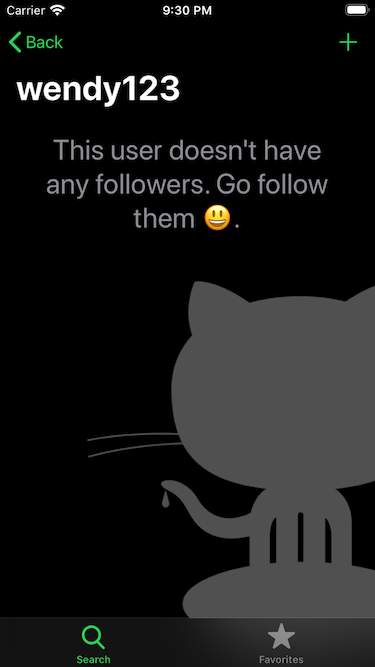 Carrier 9:30 PM
Back +
wendy123
This user doesn't have
any followers. Go follow
them 😃.
Search Favorites